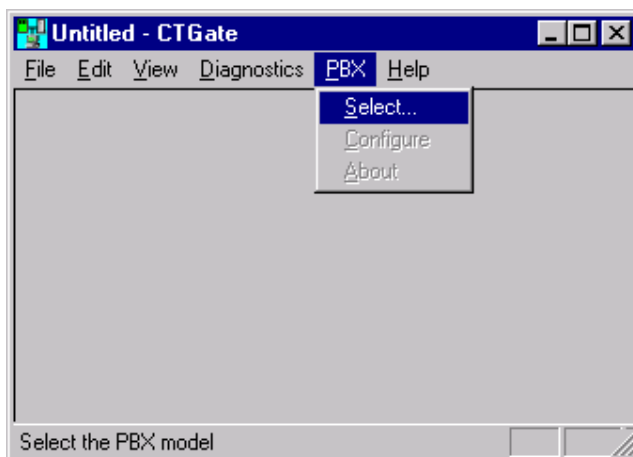 Untitled - CTGate
File Edit View Diagnostics PBX Help
Select...
Configure
About
Select the PBX model